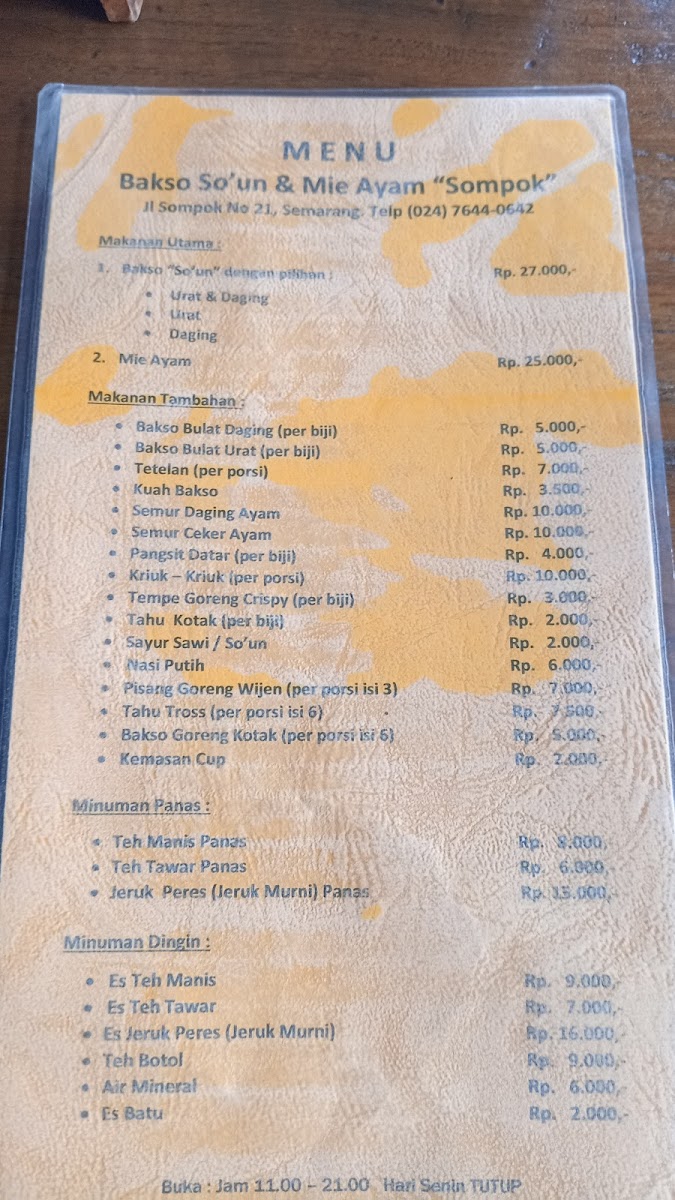 MENU
Bakso So'un & Mie Ayam "Sompok"
Jl Sompok No 21, Semarang. Telp (024) 7644-0642
Makanan Utama :
1. Bakso "So'un" dengan pilihan : Rp. 27.000,-
• Urat & Daging
• Urat
• Daging
2. Mie Ayam Rp. 25.000,-
Makanan Tambahan :
• Bakso Bulat Daging (per biji) Rp. 5.000,-
• Bakso Bulat Urat (per biji) Rp. 5.000,-
• Tetelan (per porsi) Rp. 7.000,-
• Kuah Bakso Rp. 3.500,-
• Semur Daging Ayam Rp. 10.000,-
• Semur Ceker Ayam Rp. 10.000,-
• Pangsit Datar (per biji) Rp. 4.000,-
• Kriuk – Kriuk (per porsi) Rp. 10.000,-
• Tempe Goreng Crispy (per biji) Rp. 3.000,-
• Tahu Kotak (per biji) Rp. 2.000,-
• Sayur Sawi / So'un Rp. 2.000,-
• Nasi Putih Rp. 6.000,-
• Pisang Goreng Wijen (per porsi isi 3) Rp. 7.000,-
• Tahu Tross (per porsi isi 6) Rp. 7.500,-
• Bakso Goreng Kotak (per porsi isi 6) Rp. 5.000,-
• Kemasan Cup Rp. 2.000,-
Minuman Panas :
• Teh Manis Panas Rp. 8.000,-
• Teh Tawar Panas Rp. 6.000,-
• Jeruk Peres (Jeruk Murni) Panas Rp. 15.000,-
Minuman Dingin :
• Es Teh Manis Rp. 9.000,-
• Es Teh Tawar Rp. 7.000,-
• Es Jeruk Peres (Jeruk Murni) Rp. 16.000,-
• Teh Botol Rp. 9.000,-
• Air Mineral Rp. 6.000,-
• Es Batu Rp. 2.000,-
Buka : Jam 11.00 – 21.00 Hari Senin TUTUP